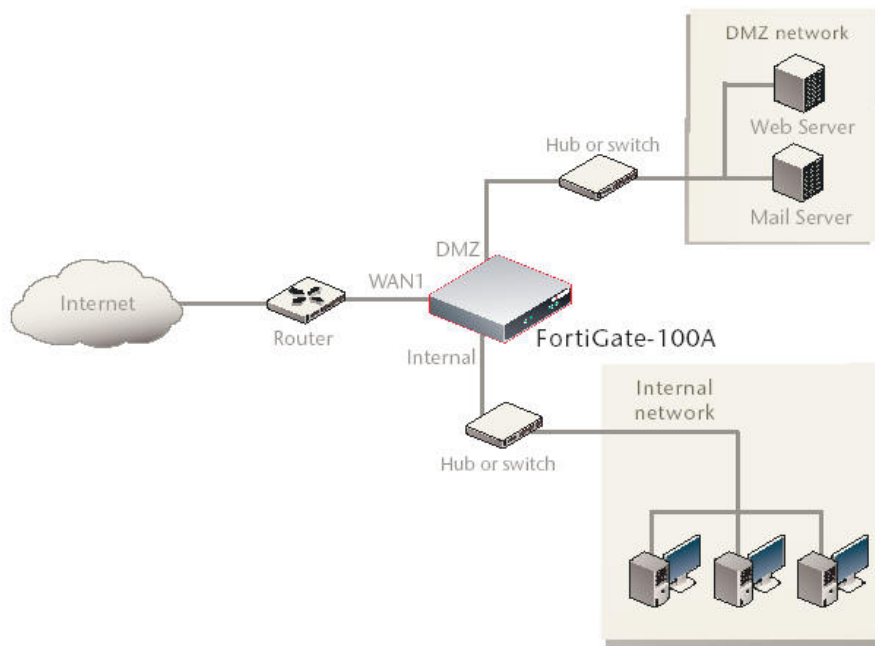 DMZ network
Web Server
Hub or switch
Mail Server
DMZ
WAN1
Internet
Router
FortiGate-100A
Internal
Internal
network
Hub or switch